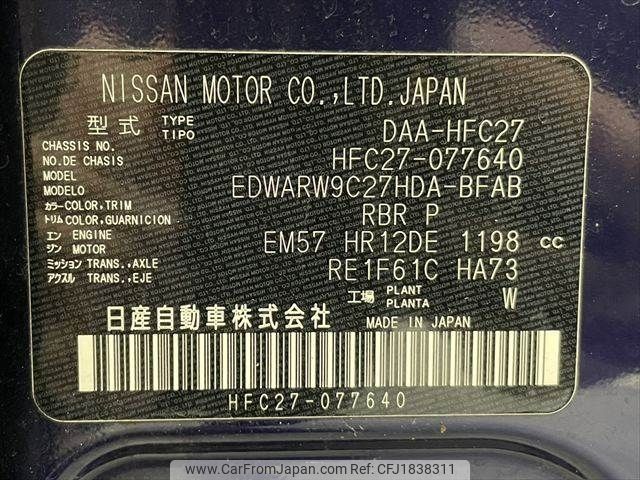 NISSAN MOTOR CO.,LTD.JAPAN
型式 TYPE TIPO DAA-HFC27
CHASSIS NO.
NO.DE CHASIS HFC27-077640
MODEL
MODELO EDWARW9C27HDA-BFAB
カラー COLOR,TRIM
トリム COLOR,GUARNICION RBR P
エン ENGINE
ジン MOTOR EM57 HR12DE 1198 cc
ミッション TRANS.,AXLE
アクスル TRANS.,EJE RE1F61C HA73
工場 PLANT PLANTA W
日産自動車株式会社 MADE IN JAPAN
HFC27-077640
www.CarFromJapan.com | Car ID: CFJ1838311